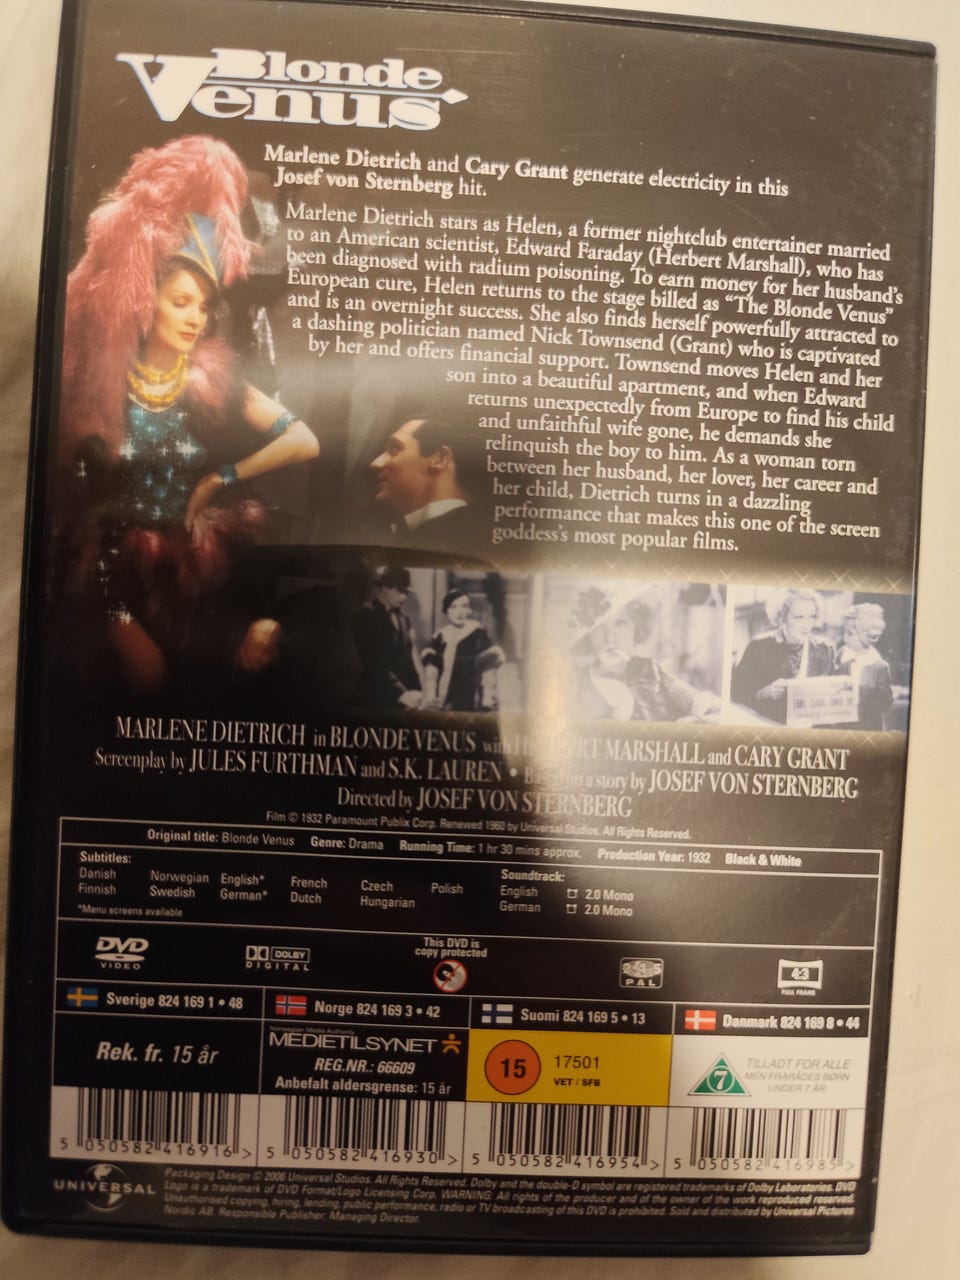 Blonde
Venus
Marlene Dietrich and Cary Grant generate electricity in this
Josef von Sternberg hit.
Marlene Dietrich stars as Helen, a former nightclub entertainer married
to an American scientist, Edward Faraday (Herbert Marshall), who has
been diagnosed with radium poisoning. To earn money for her husband's
European cure, Helen returns to the stage billed as "The Blonde Venus"
and is an overnight success. She also finds herself powerfully attracted to
a dashing politician named Nick Townsend (Grant) who is captivated
by her and offers financial support. Townsend moves Helen and her
son into a beautiful apartment, and when Edward
returns unexpectedly from Europe to find his child
and unfaithful wife gone, he demands she
relinquish the boy to him. As a woman torn
between her husband, her lover, her career and
her child, Dietrich turns in a dazzling
performance that makes this one of the screen
goddess's most popular films.
MARLENE DIETRICH in BLONDE VENUS with HERBERT MARSHALL and CARY GRANT
Screenplay by JULES FURTHMAN and S.K. LAUREN • Based on a story by JOSEF VON STERNBERG
Directed by JOSEF VON STERNBERG
Film © 1932 Paramount Publix Corp. Renewed 1960 by Universal Studios. All Rights Reserved.
Original title: Blonde Venus Genre: Drama Running Time: 1 hr 30 mins approx. Production Year: 1932 Black & White
Subtitles:
Danish Norwegian English* French Czech Polish
Finnish Swedish German* Dutch Hungarian
*Menu screens available
Soundtrack:
English 2.0 Mono
German 2.0 Mono
DVD
VIDEO
DOLBY
DIGITAL
This DVD is
copy protected
2•4•5
PAL
4:3
FULL FRAME
Sverige 824 169 1 • 48
Norge 824 169 3 • 42
Suomi 824 169 5 • 13
Danmark 824 169 8 • 44
Rek. fr. 15 år
Norwegian Media Authority
MEDIETILSYNET
REG.NR.: 66609
Anbefalt aldersgrense: 15 år
15
17501
VET / SFB
7
TILLADT FOR ALLE
MEN FRARÅDES BØRN
UNDER 7 ÅR
5 050582 416916 >
5 050582 416930 >
5 050582 416954 >
5 050582 416985 >
UNIVERSAL
Packaging Design © 2006 Universal Studios. All Rights Reserved. Dolby and the double-D symbol are registered trademarks of Dolby Laboratories. DVD
Logo is a trademark of DVD Format/Logo Licensing Corp. WARNING: All rights of the producer and of the owner of the work reproduced reserved.
Unauthorised copying, hiring, lending, public performance, radio or TV broadcasting of this DVD is prohibited. Sold and distributed by Universal Pictures
Nordic AB. Responsible Publisher: Managing Director.